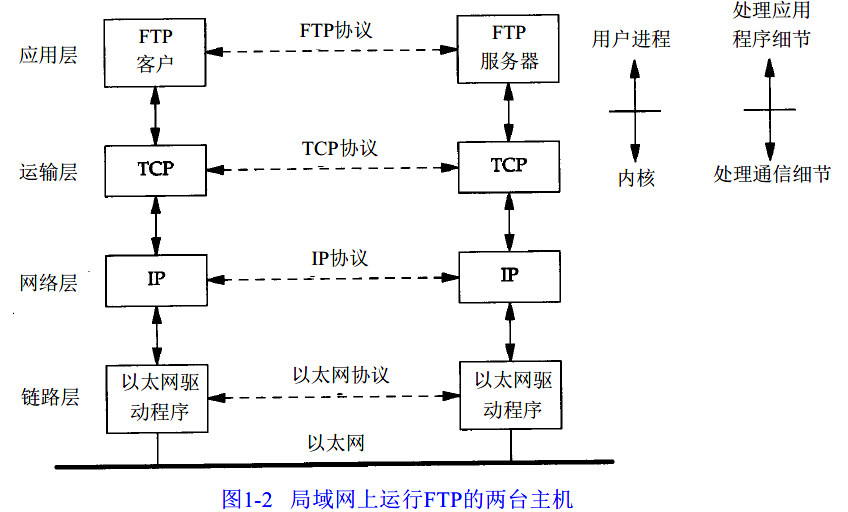 应用层
FTP
客户
FTP协议
FTP
服务器
用户进程
处理应用
程序细节
运输层
TCP
TCP协议
TCP
内核
处理通信细节
网络层
IP
IP协议
IP
链路层
以太网驱
动程序
以太网协议
以太网驱
动程序
以太网
图1-2 局域网上运行FTP的两台主机